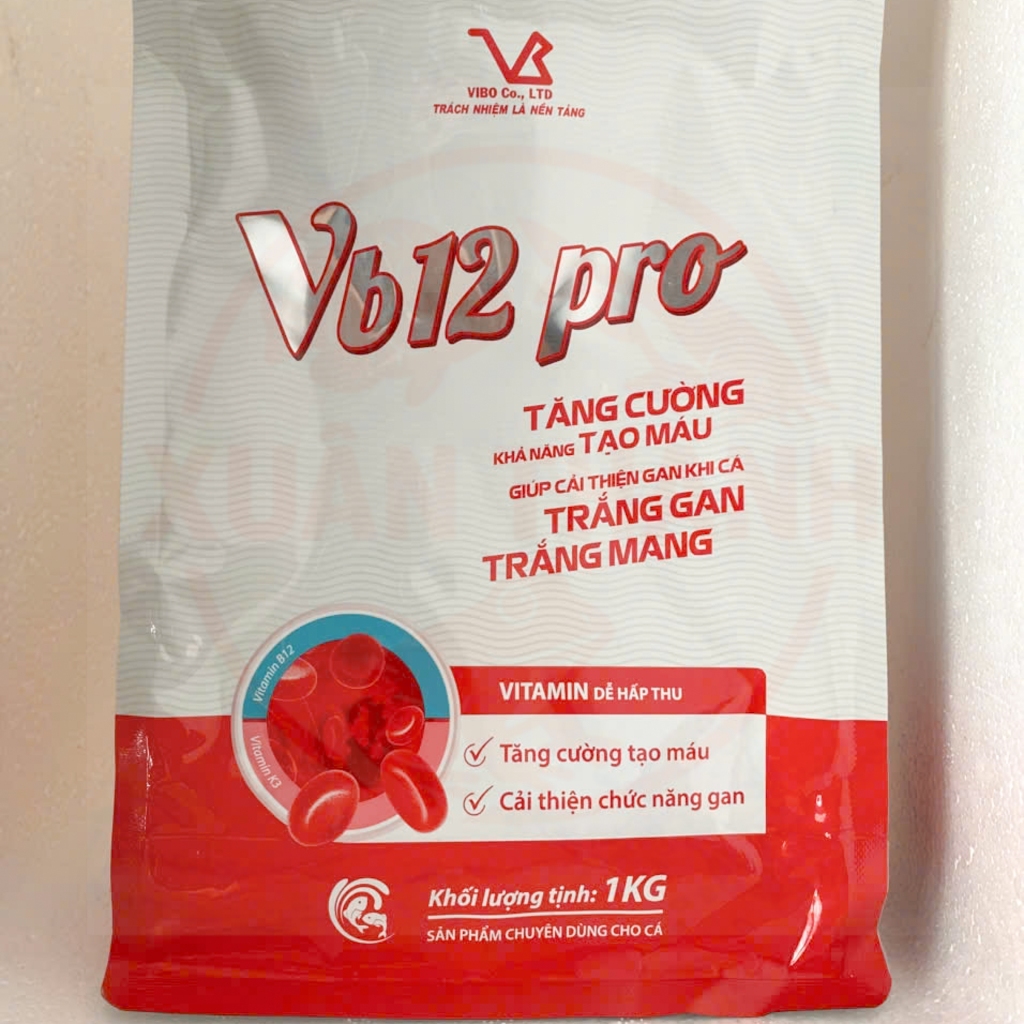 VB
VIBO Co., LTD
TRÁCH NHIỆM LÀ NỀN TẢNG
Vb12 pro
TĂNG CƯỜNG
KHẢ NĂNG TẠO MÁU
GIÚP CẢI THIỆN GAN KHI CÁ
TRẮNG GAN
TRẮNG MANG
Vitamin B12
Vitamin K3
VITAMIN DỄ HẤP THU
Tăng cường tạo máu
Cải thiện chức năng gan
Khối lượng tịnh: 1KG
SẢN PHẨM CHUYÊN DÙNG CHO CÁ